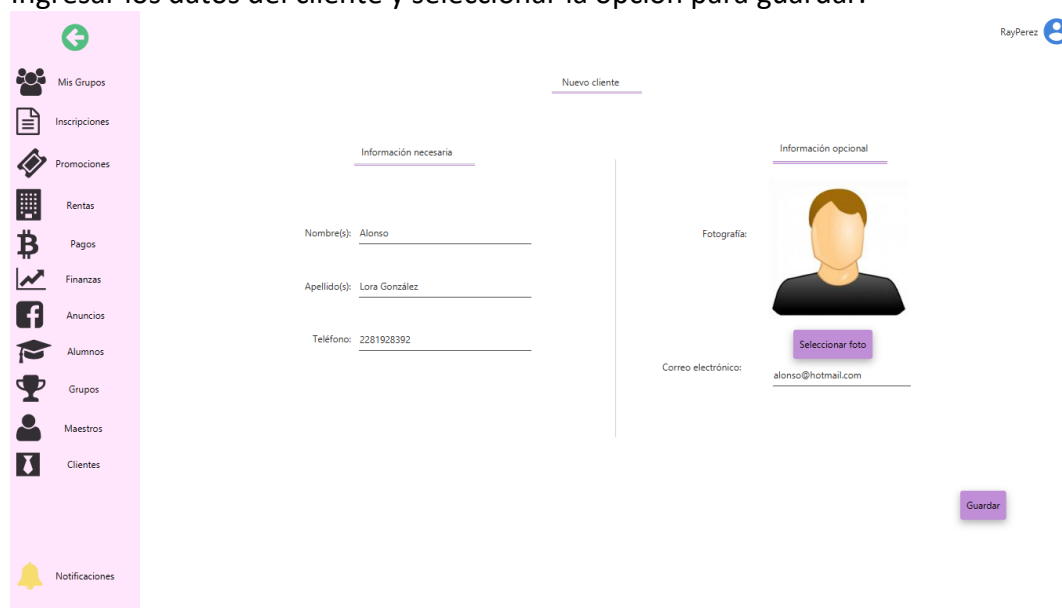 Ingresar los datos del cliente y seleccionar la opción para guardar.
RayPerez
Mis Grupos
Inscripciones
Promociones
Rentas
Pagos
Finanzas
Anuncios
Alumnos
Grupos
Maestros
Clientes
Notificaciones
Nuevo cliente
Información necesaria
Nombre(s): Alonso
Apellido(s): Lora González
Teléfono: 2281928392
Información opcional
Fotografía:
Seleccionar foto
Correo electrónico: alonso@hotmail.com
Guardar